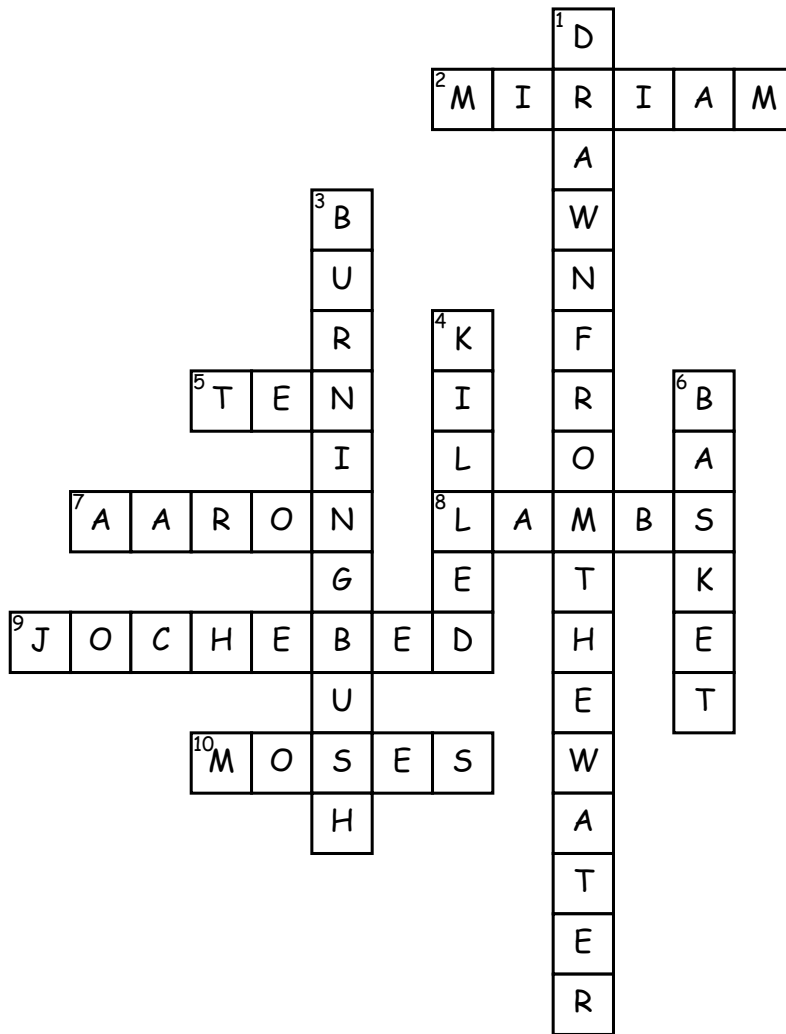 1 D
2 M I R I A M
A
3 B W
U N
R 4 K F
5 T E N I R 6 B
I L O A
7 A A R O N 8 L A M B S
G E T K
9 J O C H E B E D H E
U E T
10 M O S E S W
H A
T
E
R